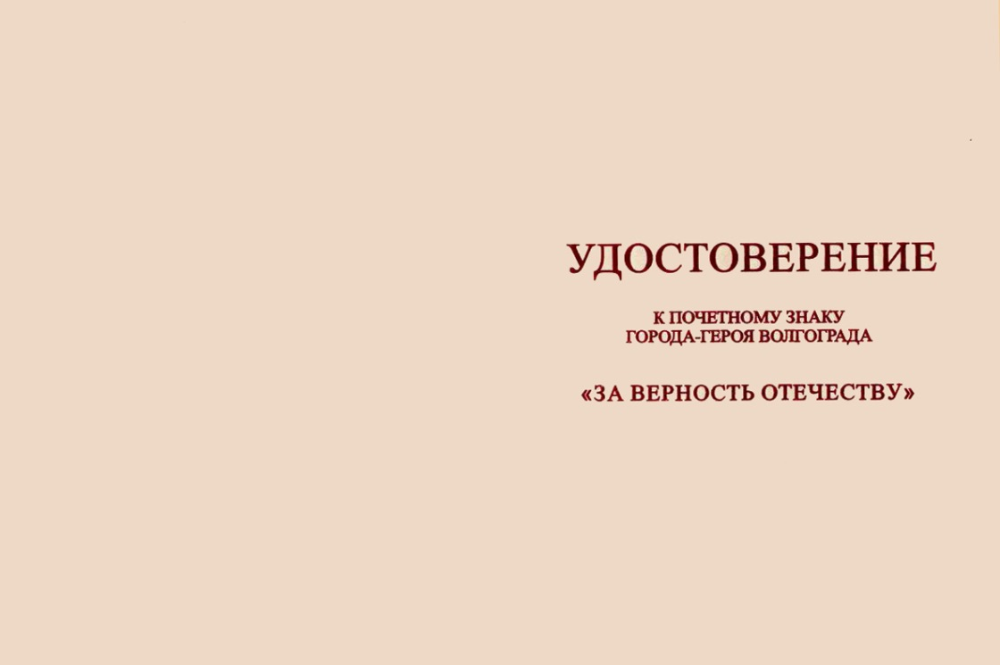 УДОСТОВЕРЕНИЕ
К ПОЧЕТНОМУ ЗНАКУ
ГОРОДА-ГЕРОЯ ВОЛГОГРАДА
«ЗА ВЕРНОСТЬ ОТЕЧЕСТВУ»